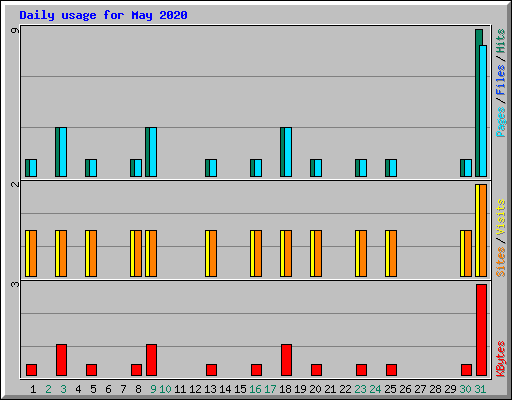 Daily usage for May 2020
9
2
3
Pages / Files / Hits
Sites / Visits
KBytes
1 2 3 4 5 6 7 8 9 10 11 12 13 14 15 16 17 18 19 20 21 22 23 24 25 26 27 28 29 30 31